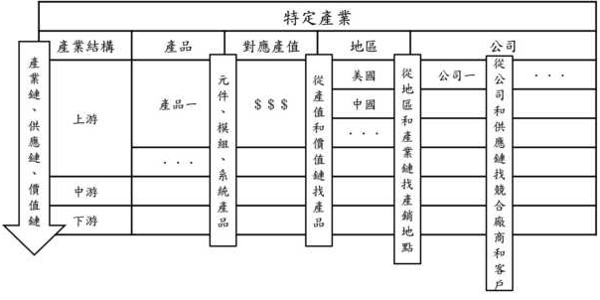 特定產業
產業結構
產品
對應產值
地區
公司
產業鏈、供應鏈、價值鏈
上游
產品一
$ $ $
美國
公司一
· · ·
中國
· · ·
· · ·
中游
下游
元件、模組、系統產品
從產值和價值鏈找產品
從地區和產業鏈找產銷地點
從公司和供應鏈找競合廠商和客戶